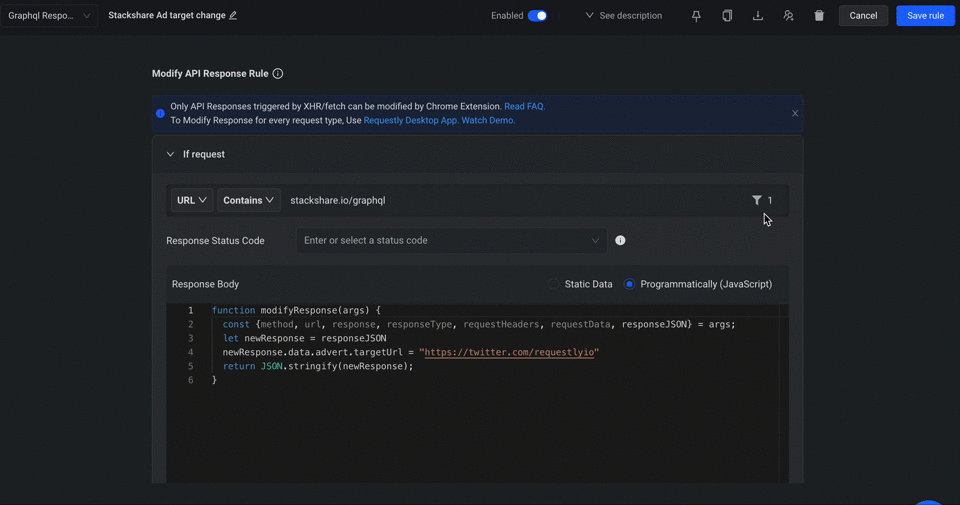 Graphql Respo...
Stackshare Ad target change
Enabled
See description
Cancel
Save rule
Modify API Response Rule
Only API Responses triggered by XHR/fetch can be modified by Chrome Extension. Read FAQ.
To Modify Response for every request type, Use Requestly Desktop App. Watch Demo.
If request
URL
Contains
stackshare.io/graphql
1
Response Status Code
Enter or select a status code
Response Body
Static Data
Programmatically (JavaScript)
1 function modifyResponse(args) {
2 const {method, url, response, responseType, requestHeaders, requestData, responseJSON} = args;
3 let newResponse = responseJSON
4 newResponse.data.advert.targetUrl = "https://twitter.com/requestlyio"
5 return JSON.stringify(newResponse);
6 }